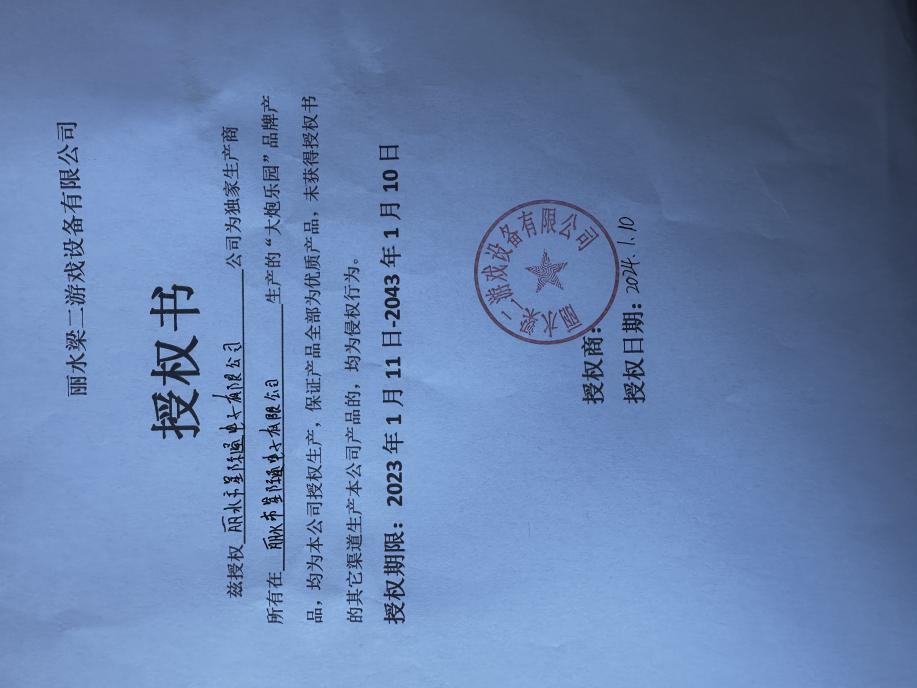 丽水梁二游戏设备有限公司
授权书
兹授权 丽水市 电子有限公司 公司为独家生产商
所有在 丽水市 电子有限公司 生产的“大炮乐园”品牌产
品，均为本公司授权生产，保证产品全部为优质产品，未获得授权书
的其它渠道生产本公司产品的，均为侵权行为。
授权期限：2023年1月11日-2043年1月10日
丽水梁二游戏设备有限公司
授权商：
授权日期：2024.1.10